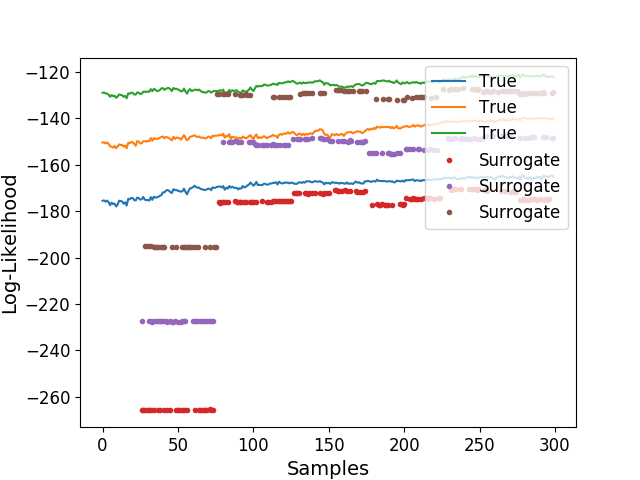 −120
−140
−160
−180
−200
−220
−240
−260
Log-Likelihood
0
50
100
150
200
250
300
Samples
True
True
True
Surrogate
Surrogate
Surrogate